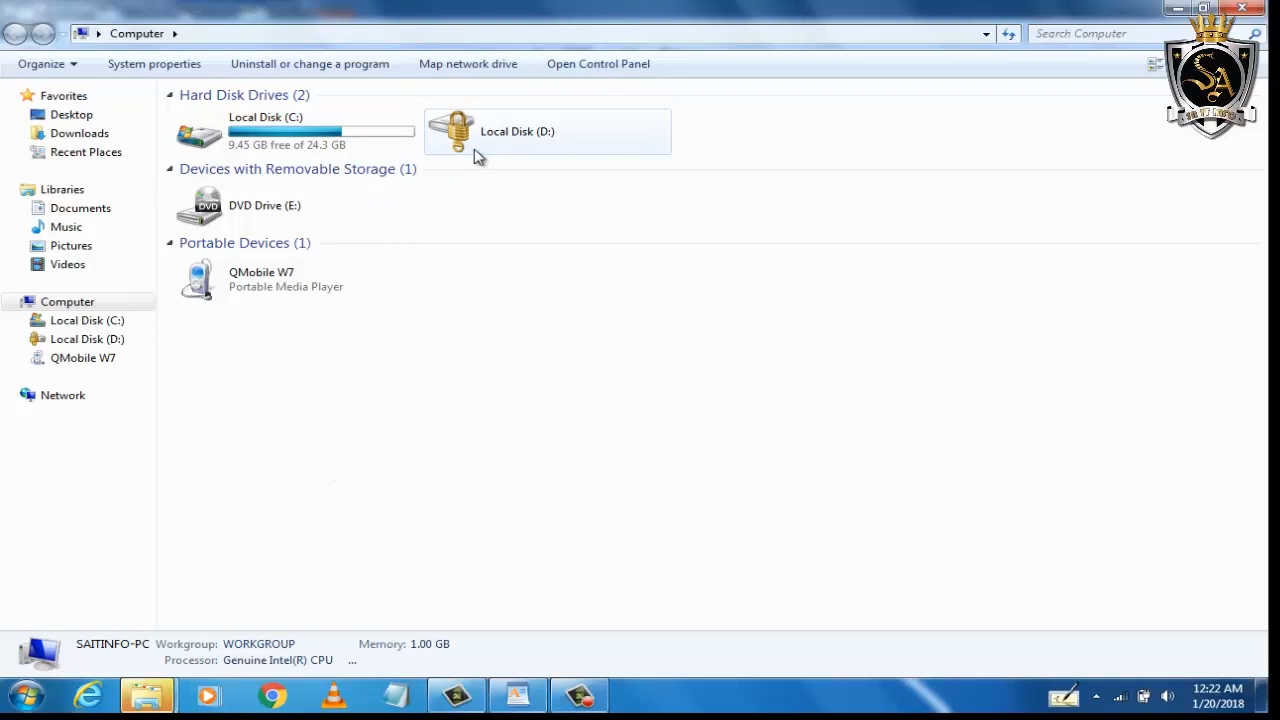 Computer
Search Computer
Organize
System properties
Uninstall or change a program
Map network drive
Open Control Panel
SA
SA IT INFO
Favorites
Desktop
Downloads
Recent Places
Libraries
Documents
Music
Pictures
Videos
Computer
Local Disk (C:)
Local Disk (D:)
QMobile W7
Network
Hard Disk Drives (2)
Local Disk (C:)
9.45 GB free of 24.3 GB
Local Disk (D:)
Devices with Removable Storage (1)
DVD
DVD Drive (E:)
Portable Devices (1)
QMobile W7
Portable Media Player
SAITINFO-PC Workgroup: WORKGROUP Memory: 1.00 GB
Processor: Genuine Intel(R) CPU ...
12:22 AM
1/20/2018